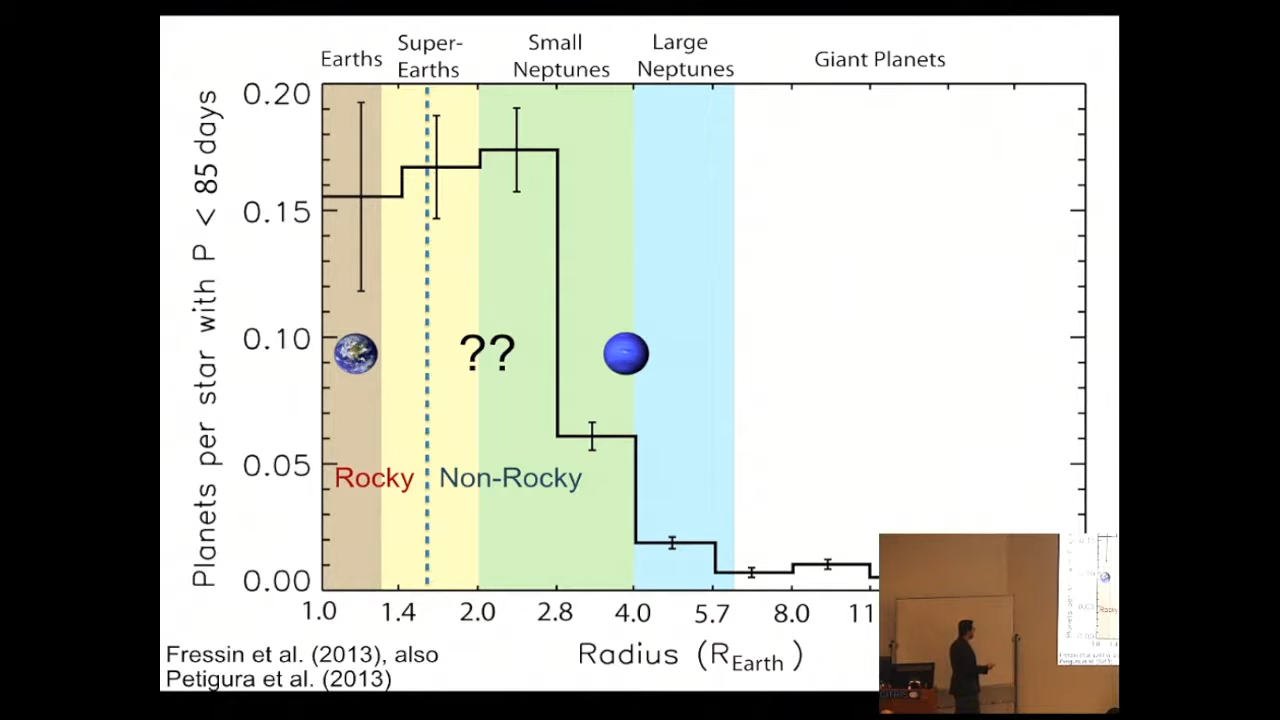 Earths
Super-
Earths
Small
Neptunes
Large
Neptunes
Giant Planets
0.20
0.15
0.10
0.05
0.00
Planets per star with P < 85 days
??
Rocky
Non-Rocky
1.0 1.4 2.0 2.8 4.0 5.7 8.0 11
Radius (REarth)
Fressin et al. (2013), also
Petigura et al. (2013)
Rocky